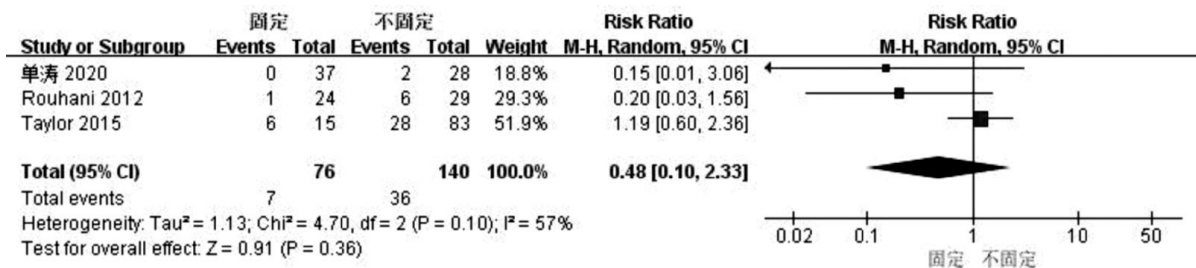 固定 不固定 Risk Ratio Risk Ratio
Study or Subgroup Events Total Events Total Weight M-H, Random, 95% CI M-H, Random, 95% CI
单涛 2020 0 37 2 28 18.8% 0.15 [0.01, 3.06]
Rouhani 2012 1 24 6 29 29.3% 0.20 [0.03, 1.56]
Taylor 2015 6 15 28 83 51.9% 1.19 [0.60, 2.36]
Total (95% CI) 76 140 100.0% 0.48 [0.10, 2.33]
Total events 7 36
Heterogeneity: Tau² = 1.13; Chi² = 4.70, df = 2 (P = 0.10); I² = 57%
Test for overall effect: Z = 0.91 (P = 0.36)
0.02 0.1 1 10 50
固定 不固定